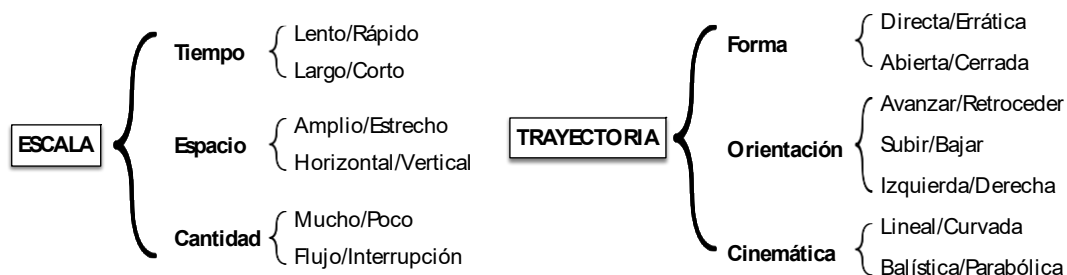 ESCALA
Tiempo
Lento/Rápido
Largo/Corto
Espacio
Amplio/Estrecho
Horizontal/Vertical
Cantidad
Mucho/Poco
Flujo/Interrupción
TRAYECTORIA
Forma
Directa/Errática
Abierta/Cerrada
Orientación
Avanzar/Retroceder
Subir/Bajar
Izquierda/Derecha
Cinemática
Lineal/Curvada
Balística/Parabólica